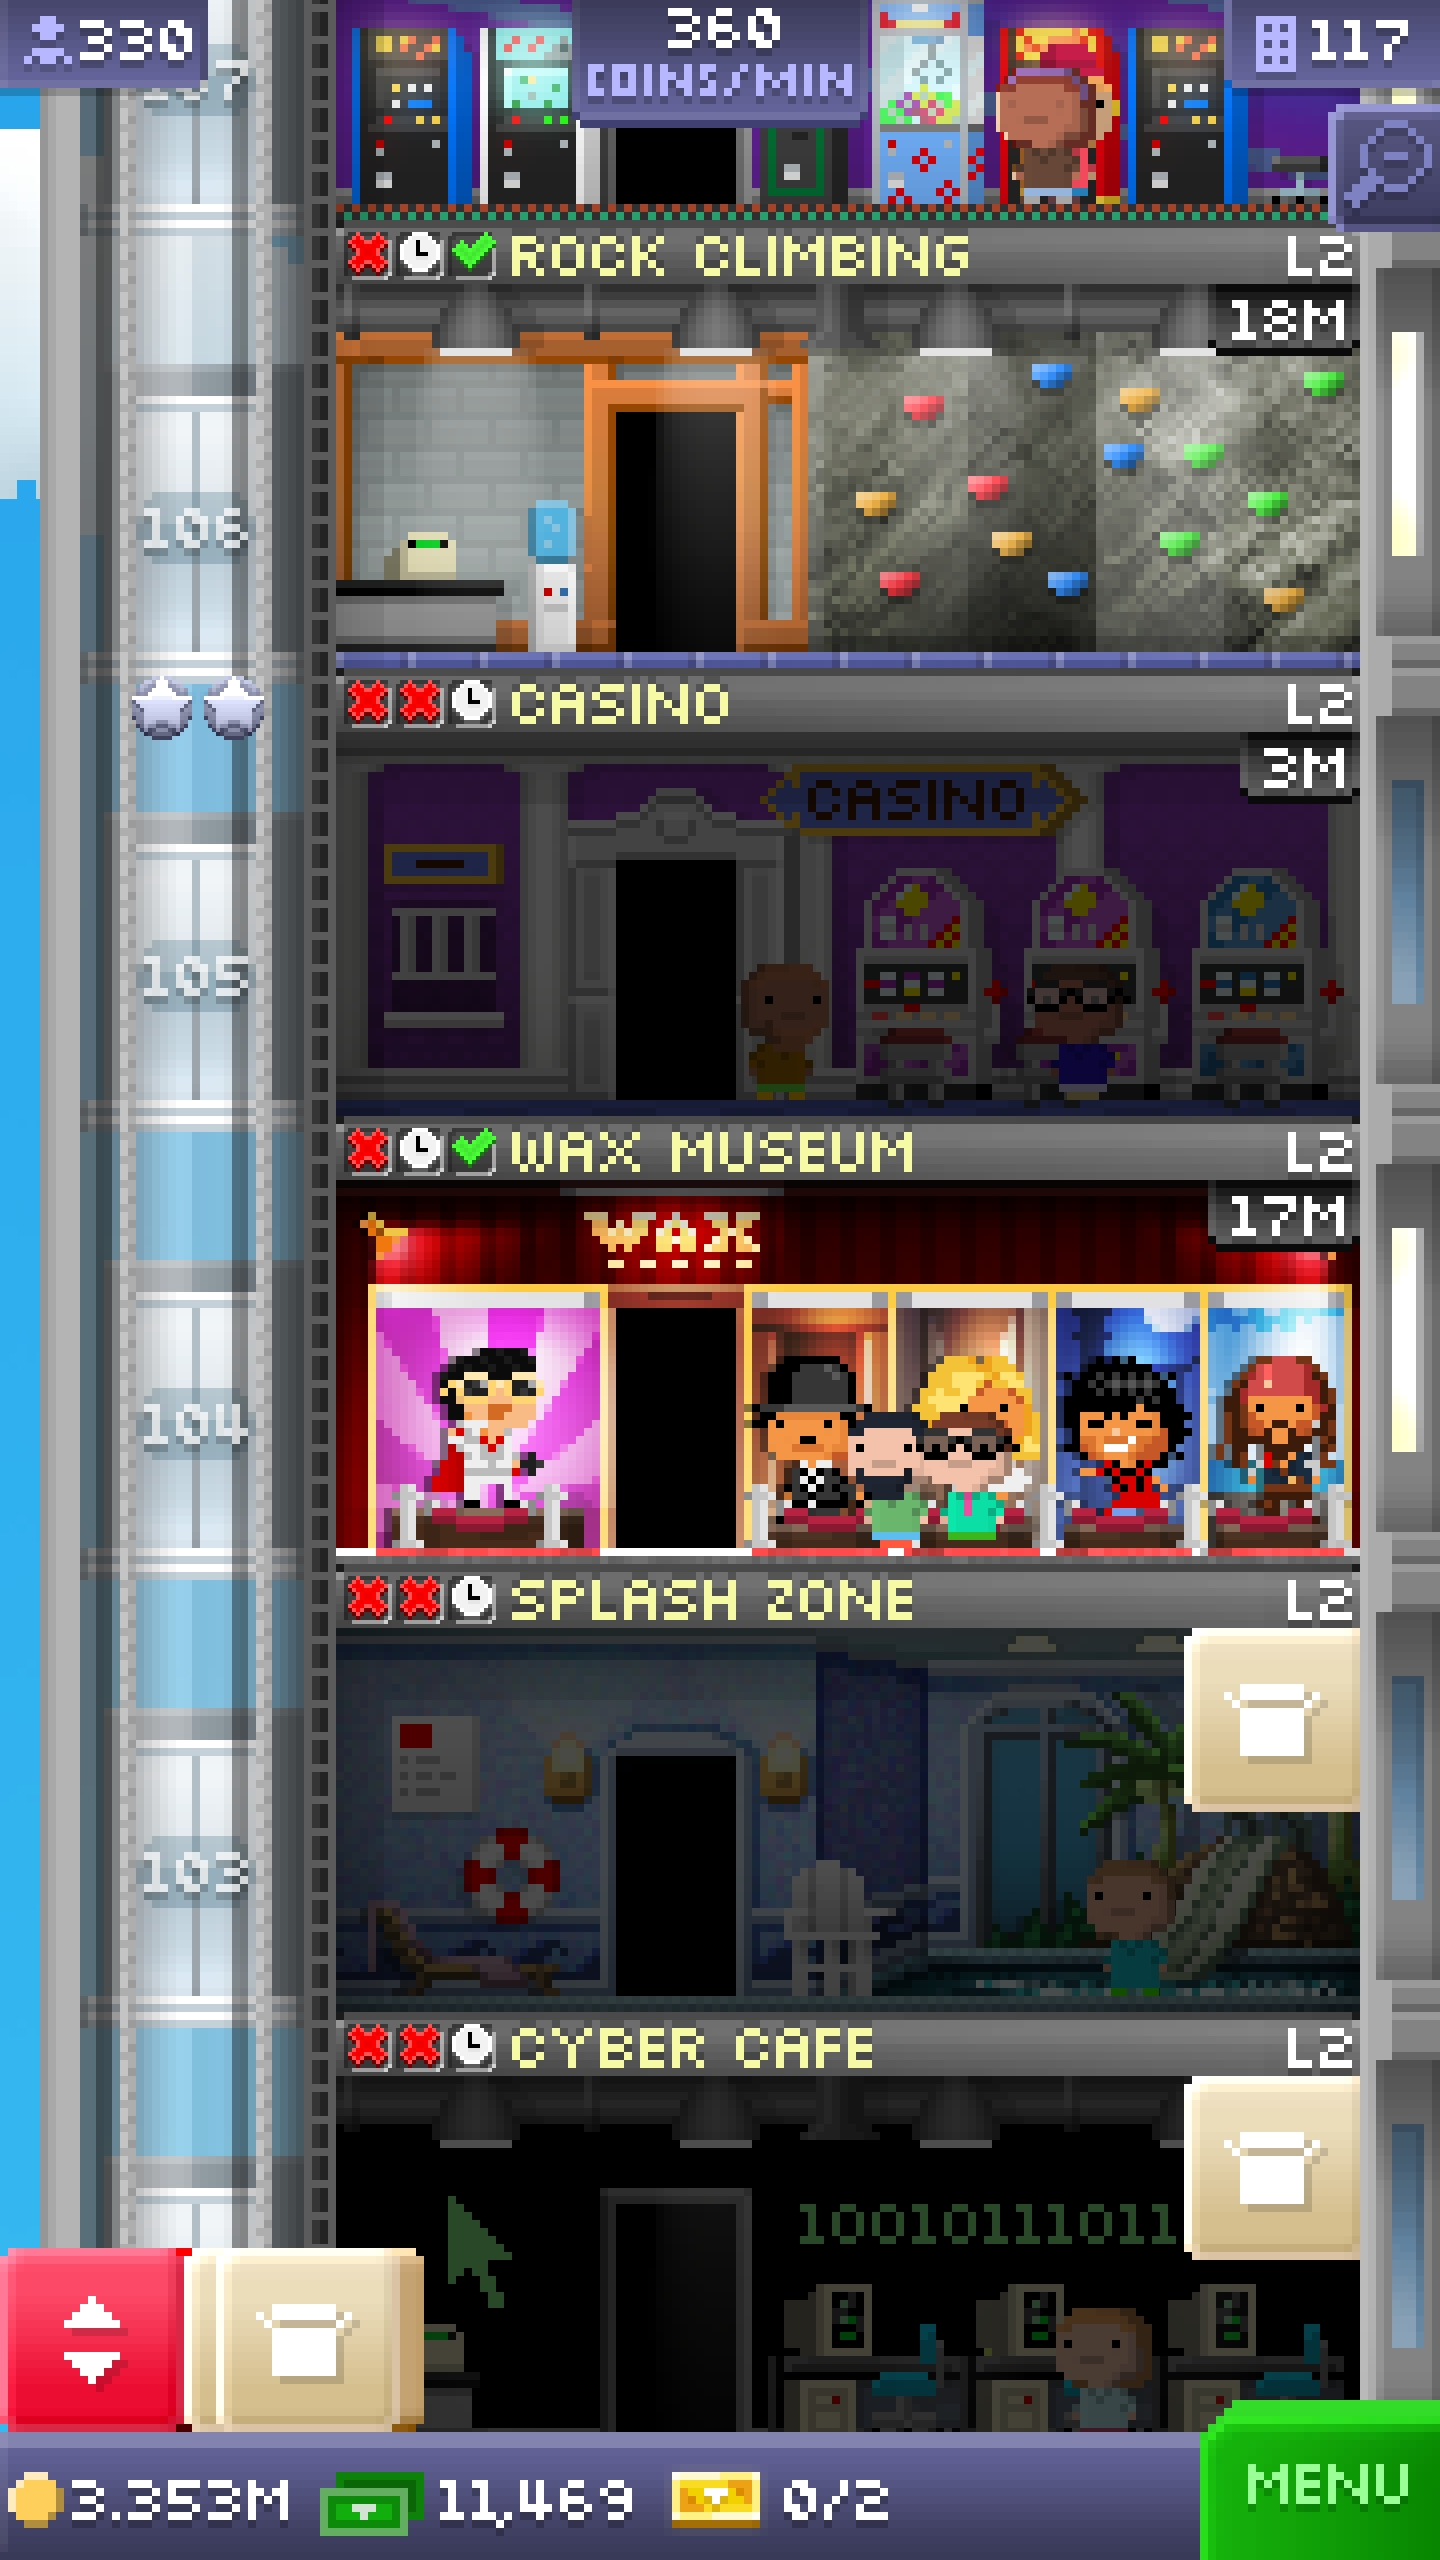 330
360
COINS/MIN
117
107
ROCK CLIMBING L2
18M
106
CASINO L2
3M
CASINO
105
WAX MUSEUM L2
17M
WAX
104
SPLASH ZONE L2
103
CYBER CAFE L2
10010111011
3.353M 11,469 0/2 MENU